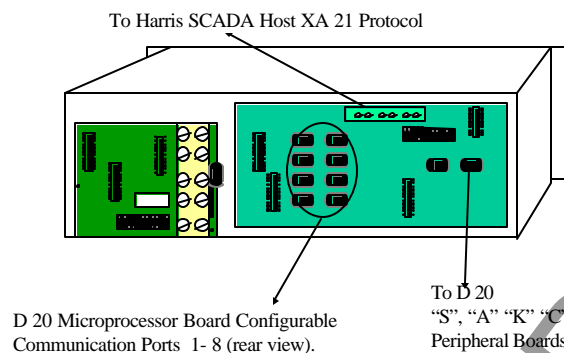 To Harris SCADA Host XA 21 Protocol
D 20 Microprocessor Board Configurable
Communication Ports 1- 8 (rear view).
To D 20
“S”, “A” “K” “C”
Peripheral Boards